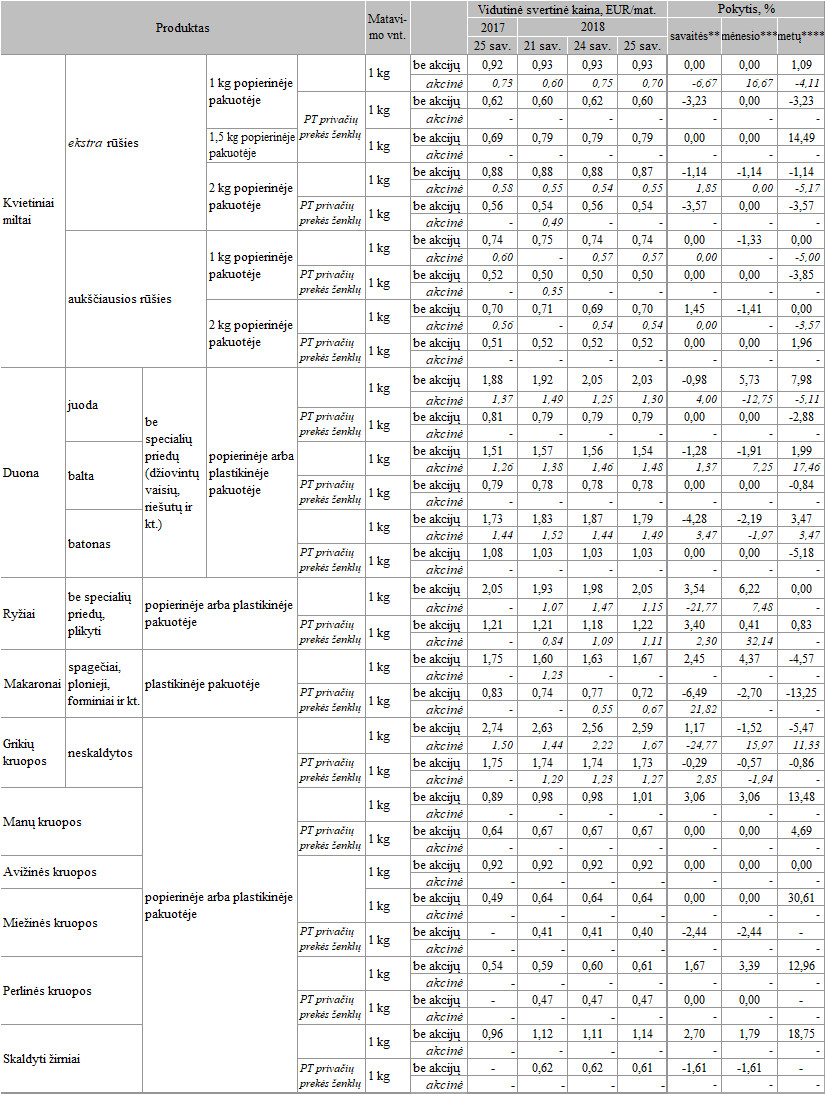 Produktas Matavi-mo vnt. Vidutinė svertinė kaina, EUR/mat. Pokytis, %
2017 2018 savaitės** mėnesio*** metų****
25 sav. 21 sav. 24 sav. 25 sav.
Kvietiniai miltai ekstra rūšies 1 kg popierinėje pakuotėje 1 kg be akcijų 0,92 0,93 0,93 0,93 0,00 0,00 1,09
akcinė 0,73 0,60 0,75 0,70 -6,67 16,67 -4,11
PT privačių prekės ženklų 1 kg be akcijų 0,62 0,60 0,62 0,60 -3,23 0,00 -3,23
akcinė - - - - - - -
1,5 kg popierinėje pakuotėje 1 kg be akcijų 0,69 0,79 0,79 0,79 0,00 0,00 14,49
akcinė - - - - - - -
2 kg popierinėje pakuotėje 1 kg be akcijų 0,88 0,88 0,88 0,87 -1,14 -1,14 -1,14
akcinė 0,58 0,55 0,54 0,55 1,85 0,00 -5,17
PT privačių prekės ženklų 1 kg be akcijų 0,56 0,54 0,56 0,54 -3,57 0,00 -3,57
akcinė - 0,49 - - - - -
aukščiausios rūšies 1 kg popierinėje pakuotėje 1 kg be akcijų 0,74 0,75 0,74 0,74 0,00 -1,33 0,00
akcinė 0,60 - 0,57 0,57 0,00 - -5,00
PT privačių prekės ženklų 1 kg be akcijų 0,52 0,50 0,50 0,50 0,00 0,00 -3,85
akcinė - 0,35 - - - - -
2 kg popierinėje pakuotėje 1 kg be akcijų 0,70 0,71 0,69 0,70 1,45 -1,41 0,00
akcinė 0,56 - 0,54 0,54 0,00 - -3,57
PT privačių prekės ženklų 1 kg be akcijų 0,51 0,52 0,52 0,52 0,00 0,00 1,96
akcinė - - - - - - -
Duona juoda be specialių priedų (džiovintų vaisių, riešutų ir kt.) popierinėje arba plastikinėje pakuotėje 1 kg be akcijų 1,88 1,92 2,05 2,03 -0,98 5,73 7,98
akcinė 1,37 1,49 1,25 1,30 4,00 -12,75 -5,11
PT privačių prekės ženklų 1 kg be akcijų 0,81 0,79 0,79 0,79 0,00 0,00 -2,88
akcinė - - - - - - -
balta 1 kg be akcijų 1,51 1,57 1,56 1,54 -1,28 -1,91 1,99
akcinė 1,26 1,38 1,46 1,48 1,37 7,25 17,46
PT privačių prekės ženklų 1 kg be akcijų 0,79 0,78 0,78 0,78 0,00 0,00 -0,84
akcinė - - - - - - -
batonas 1 kg be akcijų 1,73 1,83 1,87 1,79 -4,28 -2,19 3,47
akcinė 1,44 1,52 1,44 1,49 3,47 -1,97 3,47
PT privačių prekės ženklų 1 kg be akcijų 1,08 1,03 1,03 1,03 0,00 0,00 -5,18
akcinė - - - - - - -
Ryžiai be specialių priedų, plikyti popierinėje arba plastikinėje pakuotėje 1 kg be akcijų 2,05 1,93 1,98 2,05 3,54 6,22 0,00
akcinė - 1,07 1,47 1,15 -21,77 7,48 -
PT privačių prekės ženklų 1 kg be akcijų 1,21 1,21 1,18 1,22 3,40 0,41 0,83
akcinė - 0,84 1,09 1,11 2,30 32,14 -
Makaronai spagečiai, plonieji, forminiai ir kt. plastikinėje pakuotėje 1 kg be akcijų 1,75 1,60 1,63 1,67 2,45 4,37 -4,57
akcinė - 1,23 - - - - -
PT privačių prekės ženklų 1 kg be akcijų 0,83 0,74 0,77 0,72 -6,49 -2,70 -13,25
akcinė - - 0,55 0,67 21,82 - -
Grikių kruopos neskaldytos popierinėje arba plastikinėje pakuotėje 1 kg be akcijų 2,74 2,63 2,56 2,59 1,17 -1,52 -5,47
akcinė 1,50 1,44 2,22 1,67 -24,77 15,97 11,33
PT privačių prekės ženklų 1 kg be akcijų 1,75 1,74 1,74 1,73 -0,29 -0,57 -0,86
akcinė - 1,29 1,23 1,27 2,85 -1,94 -
Manų kruopos 1 kg be akcijų 0,89 0,98 0,98 1,01 3,06 3,06 13,48
akcinė - - - - - - -
PT privačių prekės ženklų 1 kg be akcijų 0,64 0,67 0,67 0,67 0,00 0,00 4,69
akcinė - - - - - - -
Avižinės kruopos 1 kg be akcijų 0,92 0,92 0,92 0,92 0,00 0,00 0,00
akcinė - - - - - - -
Miežinės kruopos 1 kg be akcijų 0,49 0,64 0,64 0,64 0,00 0,00 30,61
akcinė - - - - - - -
PT privačių prekės ženklų 1 kg be akcijų - 0,41 0,41 0,40 -2,44 -2,44 -
akcinė - - - - - - -
Perlinės kruopos 1 kg be akcijų 0,54 0,59 0,60 0,61 1,67 3,39 12,96
akcinė - - - - - - -
PT privačių prekės ženklų 1 kg be akcijų - 0,47 0,47 0,47 0,00 0,00 -
akcinė - - - - - - -
Skaldyti žirniai 1 kg be akcijų 0,96 1,12 1,11 1,14 2,70 1,79 18,75
akcinė - - - - - - -
PT privačių prekės ženklų 1 kg be akcijų - 0,62 0,62 0,61 -1,61 -1,61 -
akcinė - - - - - - -